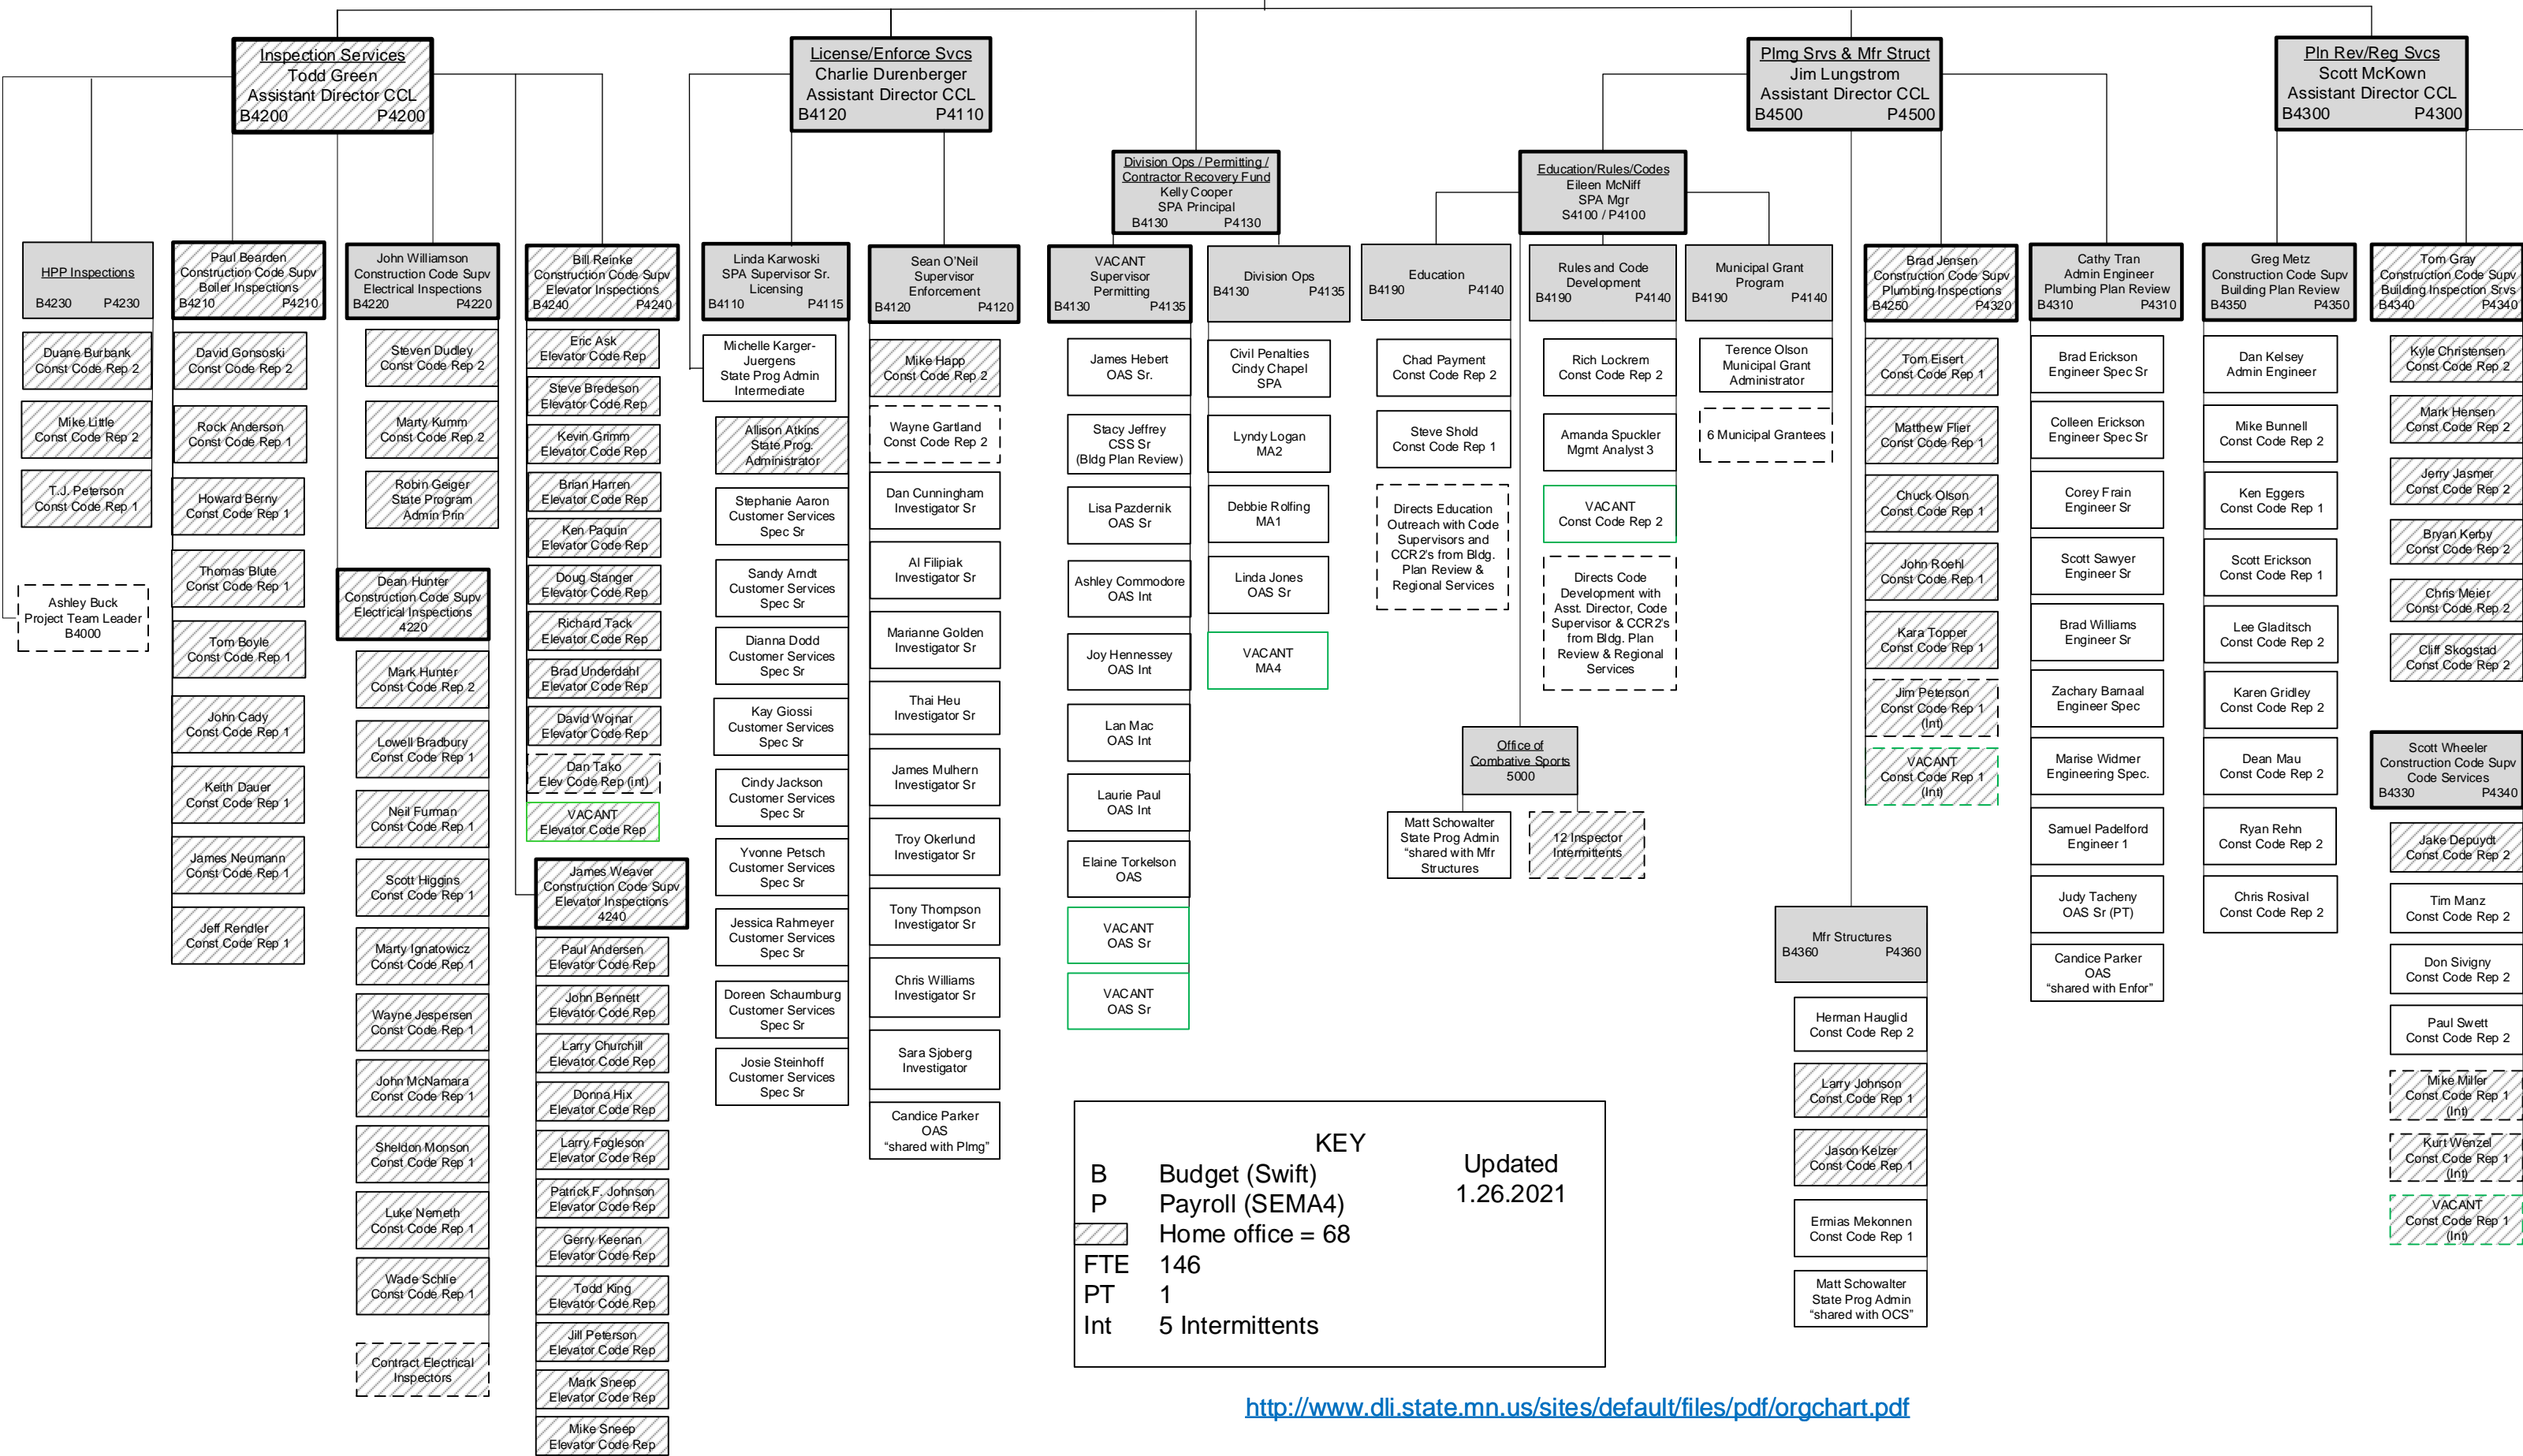 Inspection Services
Todd Green
Assistant Director CCL
B4200 P4200
License/Enforce Svcs
Charlie Durenberger
Assistant Director CCL
B4120 P4110
Plmg Srvs & Mfr Struct
Jim Lungstrom
Assistant Director CCL
B4500 P4500
Pln Rev/Reg Svcs
Scott McKown
Assistant Director CCL
B4300 P4300
Division Ops / Permitting /
Contractor Recovery Fund
Kelly Cooper
SPA Principal
B4130 P4130
Education/Rules/Codes
Eileen McNiff
SPA Mgr
S4100 / P4100
HPP Inspections
B4230 P4230
Duane Burbank
Const Code Rep 2
Mike Little
Const Code Rep 2
T.J. Peterson
Const Code Rep 1
Ashley Buck
Project Team Leader
B4000
Paul Bearden
Construction Code Supv
Boiler Inspections
B4210 P4210
David Gonsoski
Const Code Rep 2
Rock Anderson
Const Code Rep 1
Howard Berny
Const Code Rep 1
Thomas Blute
Const Code Rep 1
Tom Boyle
Const Code Rep 1
John Cady
Const Code Rep 1
Keith Dauer
Const Code Rep 1
James Neumann
Const Code Rep 1
Jeff Rendler
Const Code Rep 1
John Williamson
Construction Code Supv
Electrical Inspections
B4220 P4220
Steven Dudley
Const Code Rep 2
Marty Kumm
Const Code Rep 2
Robin Geiger
State Program
Admin Prin
Dean Hunter
Construction Code Supv
Electrical Inspections
4220
Mark Hunter
Const Code Rep 2
Lowell Bradbury
Const Code Rep 1
Neil Furman
Const Code Rep 1
Scott Higgins
Const Code Rep 1
Marty Ignatowicz
Const Code Rep 1
Wayne Jespersen
Const Code Rep 1
John McNamara
Const Code Rep 1
Sheldon Monson
Const Code Rep 1
Luke Nemeth
Const Code Rep 1
Wade Schlie
Const Code Rep 1
Contract Electrical
Inspectors
Bill Reinke
Construction Code Supv
Elevator Inspections
B4240 P4240
Eric Ask
Elevator Code Rep
Steve Bredeson
Elevator Code Rep
Kevin Grimm
Elevator Code Rep
Brian Harren
Elevator Code Rep
Ken Paquin
Elevator Code Rep
Doug Stanger
Elevator Code Rep
Richard Tack
Elevator Code Rep
Brad Underdahl
Elevator Code Rep
David Wojnar
Elevator Code Rep
Dan Tako
Elev Code Rep (int)
VACANT
Elevator Code Rep
James Weaver
Construction Code Supv
Elevator Inspections
4240
Paul Andersen
Elevator Code Rep
John Bennett
Elevator Code Rep
Larry Churchill
Elevator Code Rep
Donna Hix
Elevator Code Rep
Larry Fogleson
Elevator Code Rep
Patrick F. Johnson
Elevator Code Rep
Gerry Keenan
Elevator Code Rep
Todd King
Elevator Code Rep
Jill Peterson
Elevator Code Rep
Mark Sneep
Elevator Code Rep
Mike Sneep
Elevator Code Rep
Linda Karwoski
SPA Supervisor Sr.
Licensing
B4110 P4115
Michelle Karger-
Juergens
State Prog Admin
Intermediate
Allison Atkins
State Prog.
Administrator
Stephanie Aaron
Customer Services
Spec Sr
Sandy Arndt
Customer Services
Spec Sr
Dianna Dodd
Customer Services
Spec Sr
Kay Giossi
Customer Services
Spec Sr
Cindy Jackson
Customer Services
Spec Sr
Yvonne Petsch
Customer Services
Spec Sr
Jessica Rahmeyer
Customer Services
Spec Sr
Doreen Schaumburg
Customer Services
Spec Sr
Josie Steinhoff
Customer Services
Spec Sr
Sean O'Neil
Supervisor
Enforcement
B4120 P4120
Mike Happ
Const Code Rep 2
Wayne Gartland
Const Code Rep 2
Dan Cunningham
Investigator Sr
Al Filipiak
Investigator Sr
Marianne Golden
Investigator Sr
Thai Heu
Investigator Sr
James Mulhern
Investigator Sr
Troy Okerlund
Investigator Sr
Tony Thompson
Investigator Sr
Chris Williams
Investigator Sr
Sara Sjoberg
Investigator
Candice Parker
OAS
“shared with Plmg”
VACANT
Supervisor
Permitting
B4130 P4135
James Hebert
OAS Sr.
Stacy Jeffrey
CSS Sr
(Bldg Plan Review)
Lisa Pazdernik
OAS Sr
Ashley Commodore
OAS Int
Joy Hennessey
OAS Int
Lan Mac
OAS Int
Laurie Paul
OAS Int
Elaine Torkelson
OAS
VACANT
OAS Sr
VACANT
OAS Sr
Division Ops
B4130 P4135
Civil Penalties
Cindy Chapel
SPA
Lyndy Logan
MA2
Debbie Rolfing
MA1
Linda Jones
OAS Sr
VACANT
MA4
Education
B4190 P4140
Chad Payment
Const Code Rep 2
Steve Shold
Const Code Rep 1
Directs Education
Outreach with Code
Supervisors and
CCR2's from Bldg.
Plan Review &
Regional Services
Rules and Code
Development
B4190 P4140
Rich Lockrem
Const Code Rep 2
Amanda Spuckler
Mgmt Analyst 3
VACANT
Const Code Rep 2
Directs Code
Development with
Asst. Director, Code
Supervisor & CCR2's
from Bldg. Plan
Review & Regional
Services
Municipal Grant
Program
B4190 P4140
Terence Olson
Municipal Grant
Administrator
6 Municipal Grantees
Office of
Combative Sports
5000
Matt Schowalter
State Prog Admin
“shared with Mfr
Structures
12 Inspector
Intermittents
Brad Jensen
Construction Code Supv
Plumbing Inspections
B4250 P4320
Tom Eisert
Const Code Rep 1
Matthew Flier
Const Code Rep 1
Chuck Olson
Const Code Rep 1
John Roehl
Const Code Rep 1
Kara Topper
Const Code Rep 1
Jim Peterson
Const Code Rep 1
(Int)
VACANT
Const Code Rep 1
(Int)
Mfr Structures
B4360 P4360
Herman Hauglid
Const Code Rep 2
Larry Johnson
Const Code Rep 1
Jason Kelzer
Const Code Rep 1
Ermias Mekonnen
Const Code Rep 1
Matt Schowalter
State Prog Admin
“shared with OCS”
Cathy Tran
Admin Engineer
Plumbing Plan Review
B4310 P4310
Brad Erickson
Engineer Spec Sr
Colleen Erickson
Engineer Spec Sr
Corey Frain
Engineer Sr
Scott Sawyer
Engineer Sr
Brad Williams
Engineer Sr
Zachary Barnaal
Engineer Spec
Marise Widmer
Engineering Spec.
Samuel Padelford
Engineer 1
Judy Tacheny
OAS Sr (PT)
Candice Parker
OAS
“shared with Enfor”
Greg Metz
Construction Code Supv
Building Plan Review
B4350 P4350
Dan Kelsey
Admin Engineer
Mike Bunnell
Const Code Rep 2
Ken Eggers
Const Code Rep 1
Scott Erickson
Const Code Rep 1
Lee Gladitsch
Const Code Rep 2
Karen Gridley
Const Code Rep 2
Dean Mau
Const Code Rep 2
Ryan Rehn
Const Code Rep 2
Chris Rosival
Const Code Rep 2
Tom Gray
Construction Code Supv
Building Inspection Srvs
B4340 P4340
Kyle Christensen
Const Code Rep 2
Mark Hensen
Const Code Rep 2
Jerry Jasmer
Const Code Rep 2
Bryan Kerby
Const Code Rep 2
Chris Meier
Const Code Rep 2
Cliff Skogstad
Const Code Rep 2
Scott Wheeler
Construction Code Supv
Code Services
B4330 P4340
Jake Depuydt
Const Code Rep 2
Tim Manz
Const Code Rep 2
Don Sivigny
Const Code Rep 2
Paul Swett
Const Code Rep 2
Mike Miller
Const Code Rep 1
(Int)
Kurt Wenzel
Const Code Rep 1
(Int)
VACANT
Const Code Rep 1
(Int)
KEY
B Budget (Swift)
P Payroll (SEMA4)
Home office = 68
FTE 146
PT 1
Int 5 Intermittents
Updated
1.26.2021
http://www.dli.state.mn.us/sites/default/files/pdf/orgchart.pdf